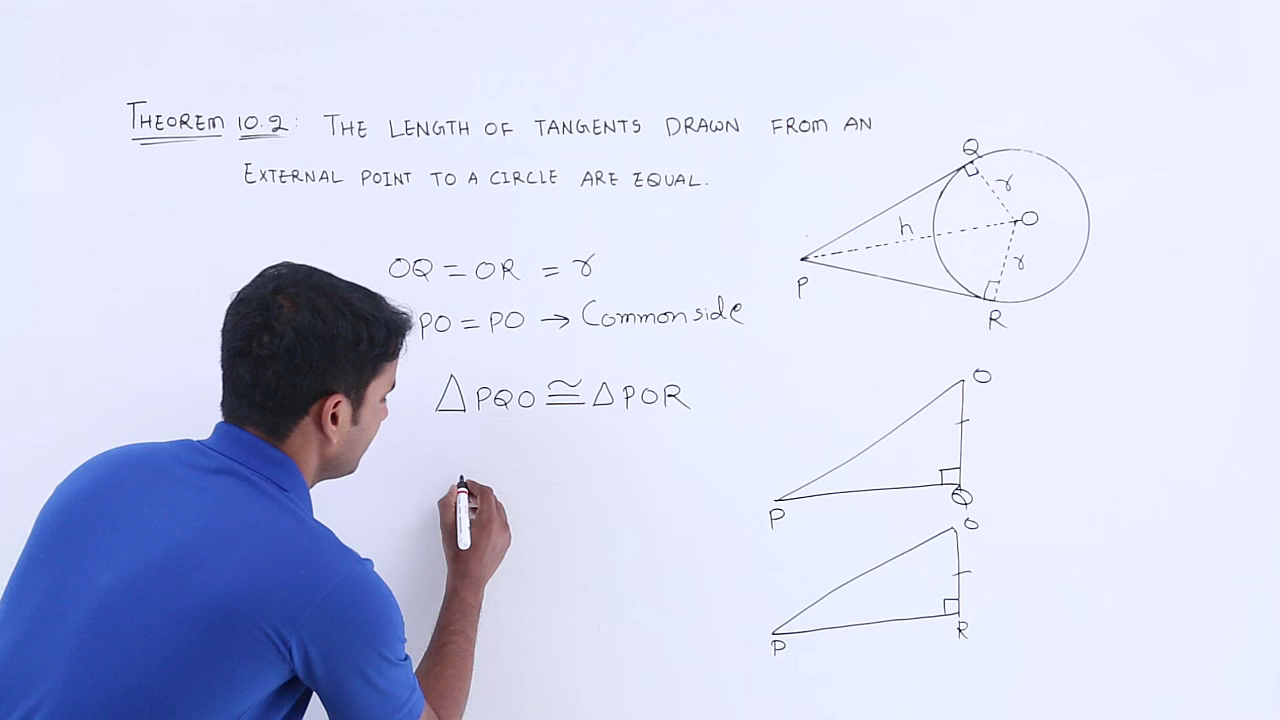 THEOREM 10.2: THE LENGTH OF TANGENTS DRAWN FROM AN
EXTERNAL POINT TO A CIRCLE ARE EQUAL.
OQ = OR = r
PO = PO → Common side
△PQO ≅ △POR
Q
r
O
h
r
P
R
O
P
Q
O
P
R